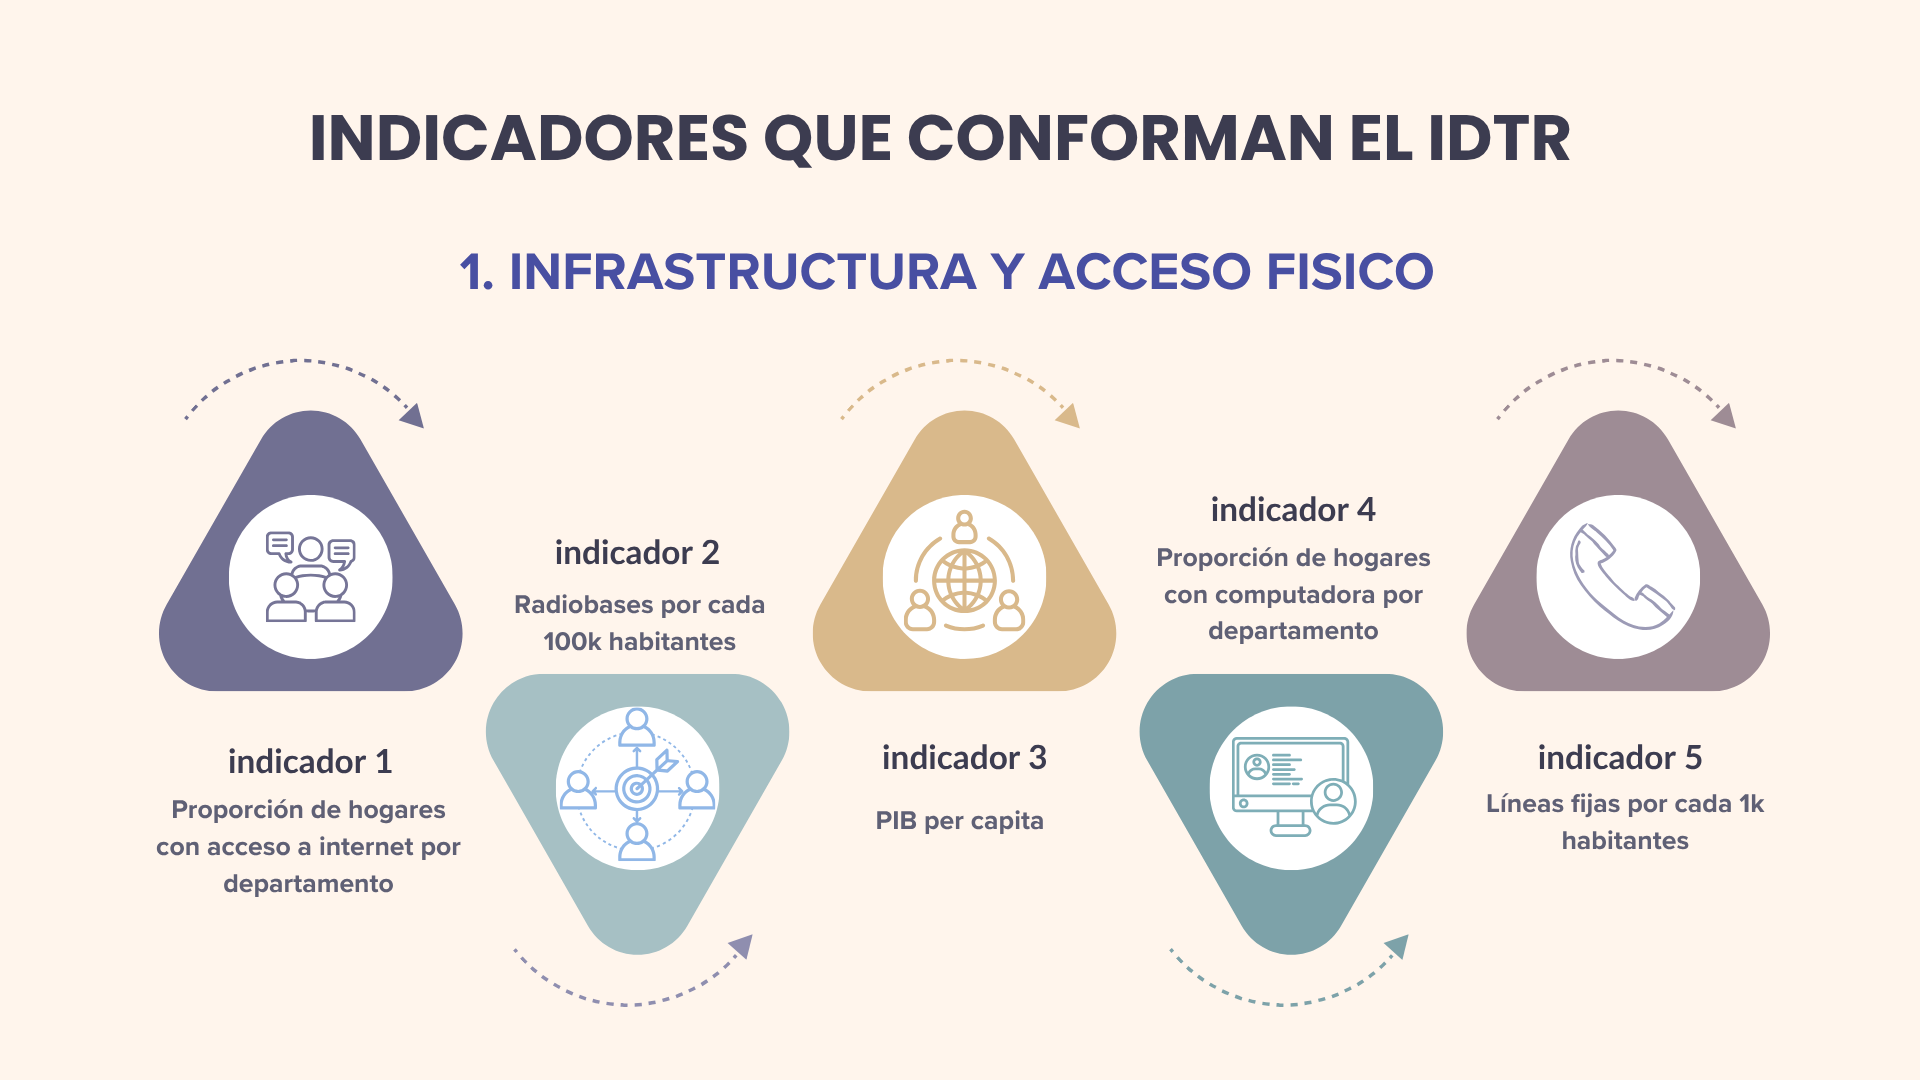 INDICADORES QUE CONFORMAN EL IDTR
1. INFRASTRUCTURA Y ACCESO FISICO
indicador 1
Proporción de hogares
con acceso a internet por
departamento
indicador 2
Radiobases por cada
100k habitantes
indicador 3
PIB per capita
indicador 4
Proporción de hogares
con computadora por
departamento
indicador 5
Líneas fijas por cada 1k
habitantes